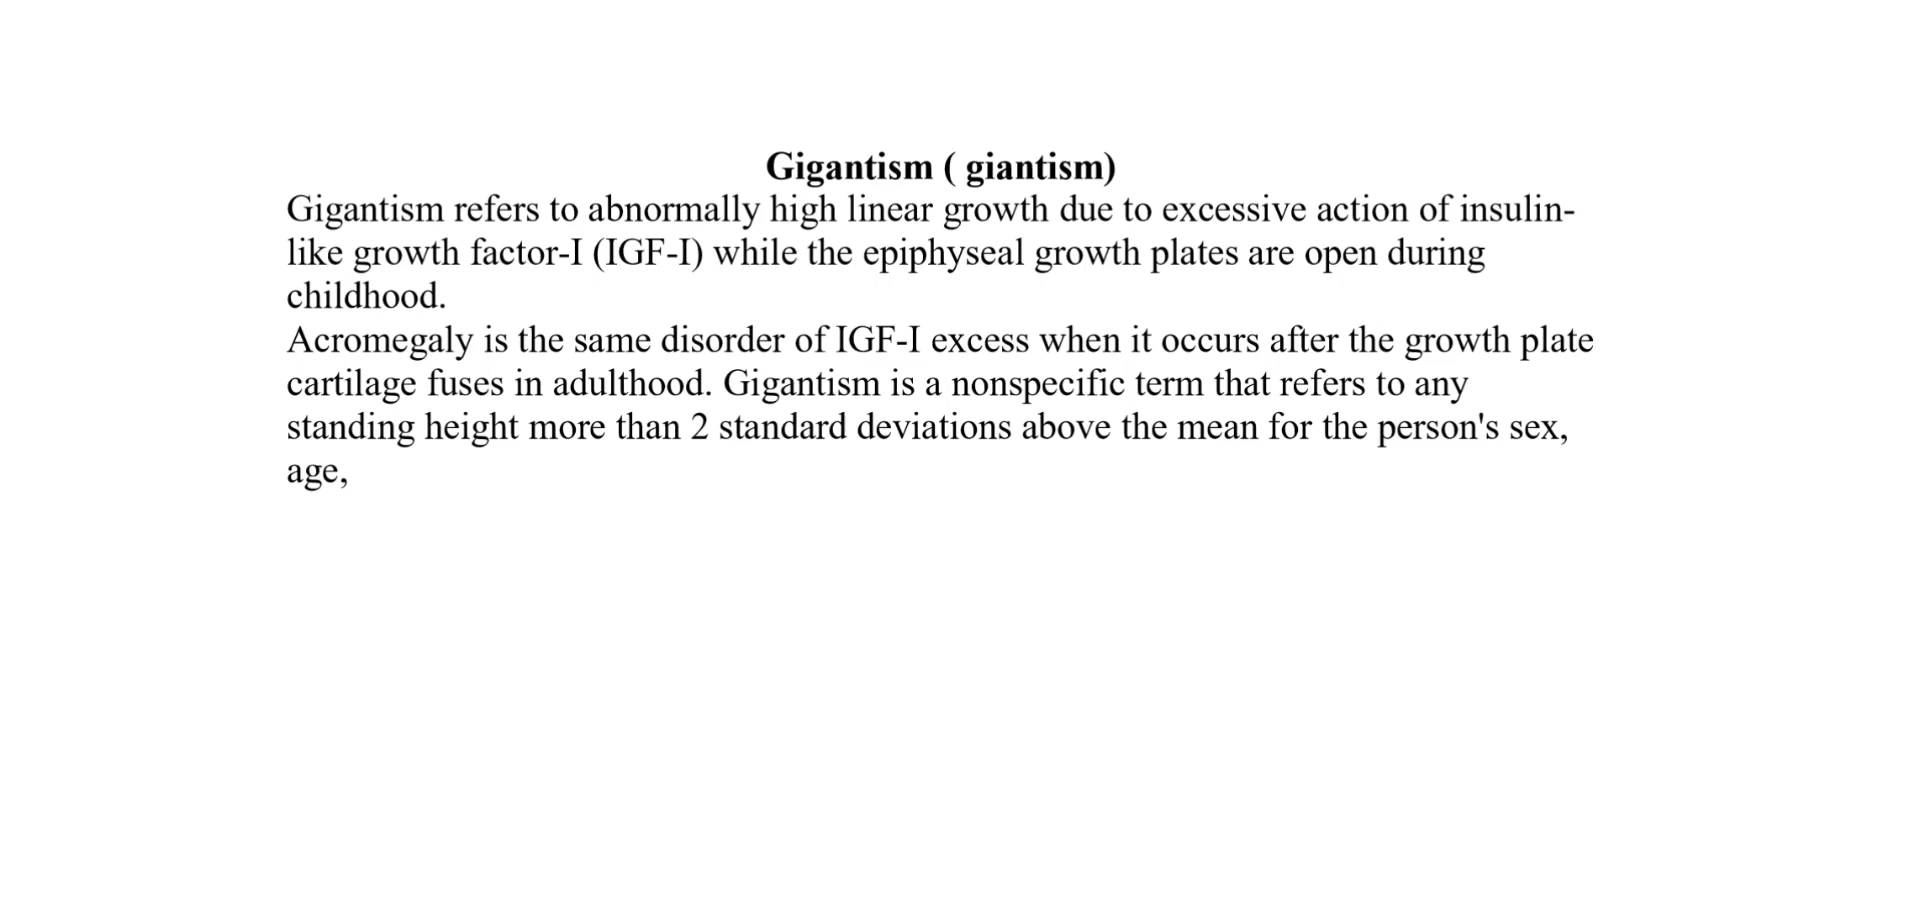 Gigantism ( giantism)
Gigantism refers to abnormally high linear growth due to excessive action of insulin-
like growth factor-I (IGF-I) while the epiphyseal growth plates are open during
childhood.
Acromegaly is the same disorder of IGF-I excess when it occurs after the growth plate
cartilage fuses in adulthood. Gigantism is a nonspecific term that refers to any
standing height more than 2 standard deviations above the mean for the person's sex,
age,